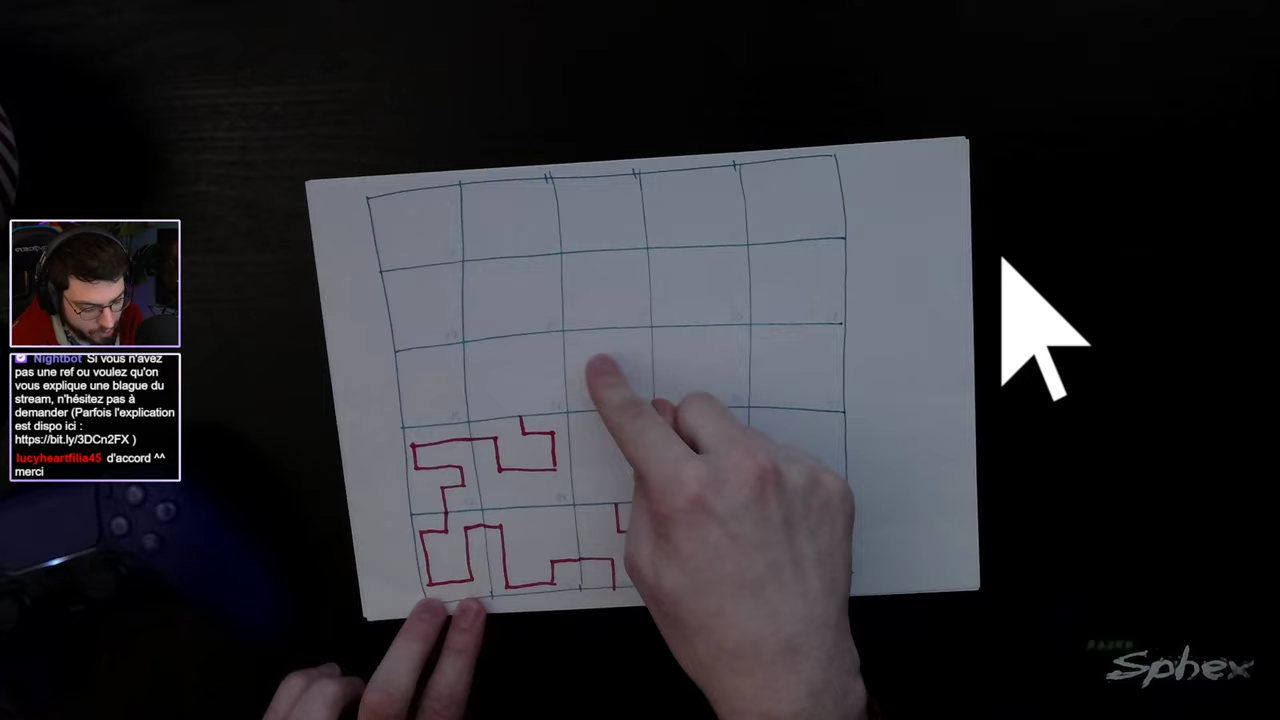 Nightbot Si vous n'avez
pas une ref ou voulez qu'on
vous explique une blague du
stream, n'hésitez pas à
demander (Parfois l'explication
est dispo ici :
https://bit.ly/3DCn2FX )
lucyheartfilia45 d'accord ^^
merci
RAZER
Sphex